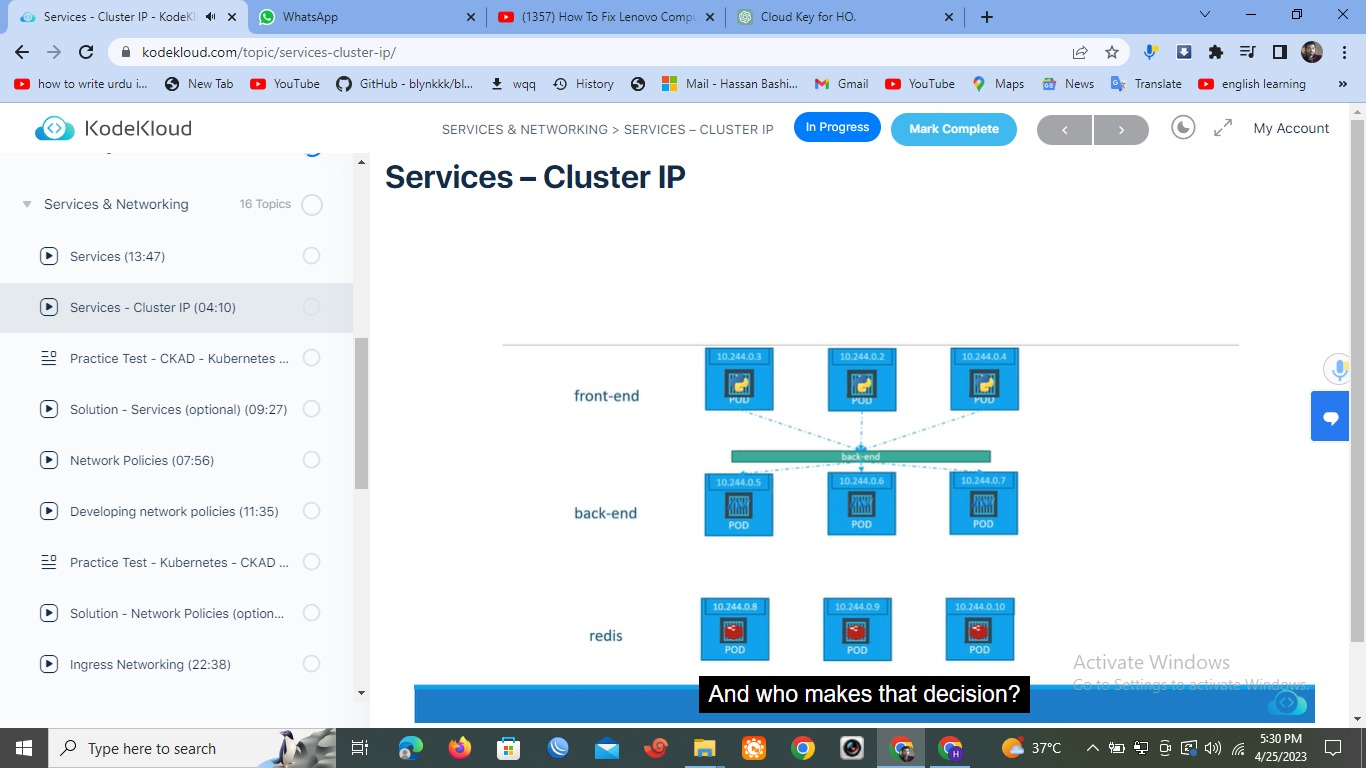 Services - Cluster IP - KodeKl
WhatsApp
(1357) How To Fix Lenovo Compu
Cloud Key for HO.
kodekloud.com/topic/services-cluster-ip/
how to write urdu i...
New Tab
YouTube
GitHub - blynkkk/bl...
wqq
History
Mail - Hassan Bashi...
Gmail
YouTube
Maps
News
Translate
english learning
»
KodeKloud
SERVICES & NETWORKING > SERVICES – CLUSTER IP
In Progress
Mark Complete
My Account
Services & Networking
16 Topics
Services (13:47)
Services - Cluster IP (04:10)
Practice Test - CKAD - Kubernetes ...
Solution - Services (optional) (09:27)
Network Policies (07:56)
Developing network policies (11:35)
Practice Test - Kubernetes - CKAD ...
Solution - Network Policies (option...
Ingress Networking (22:38)
Services – Cluster IP
10.244.0.3
10.244.0.2
10.244.0.4
front-end
POD
POD
POD
back-end
10.244.0.5
10.244.0.6
10.244.0.7
back-end
POD
POD
POD
10.244.0.8
10.244.0.9
10.244.0.10
redis
POD
POD
POD
Activate Windows
Go to Settings to activate Windows.
And who makes that decision?
Type here to search
H
37°C
5:30 PM
4/25/2023